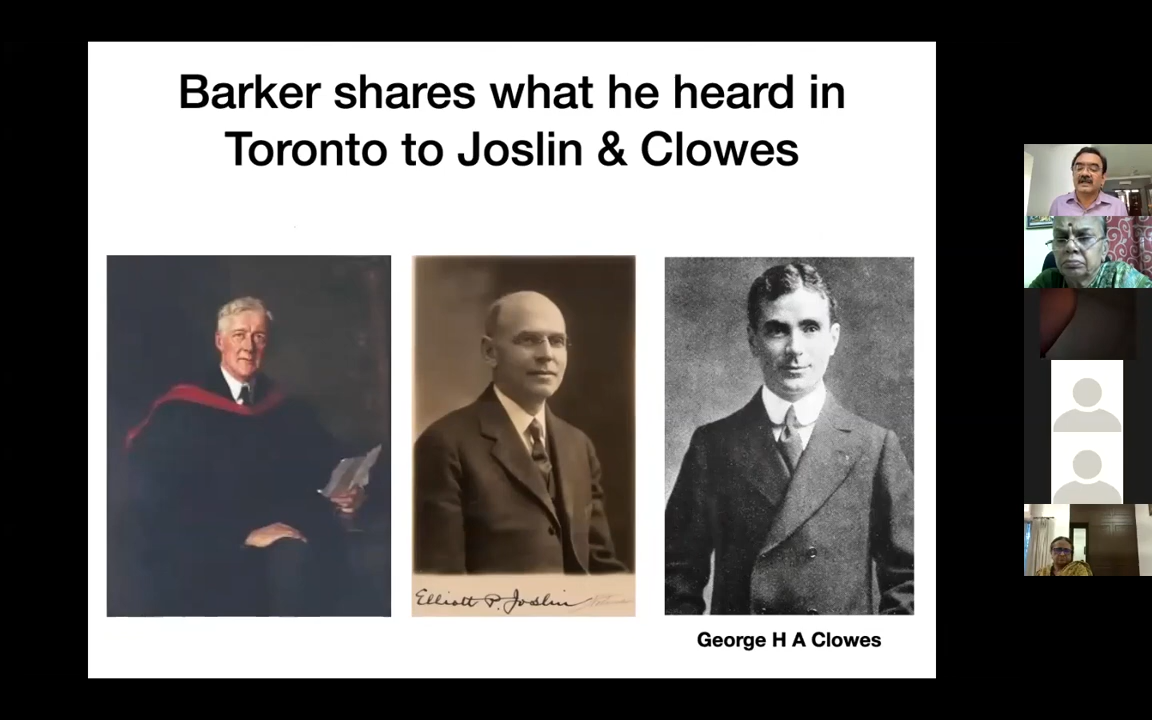 Barker shares what he heard in
Toronto to Joslin & Clowes
Elliott P. Joslin
George H A Clowes